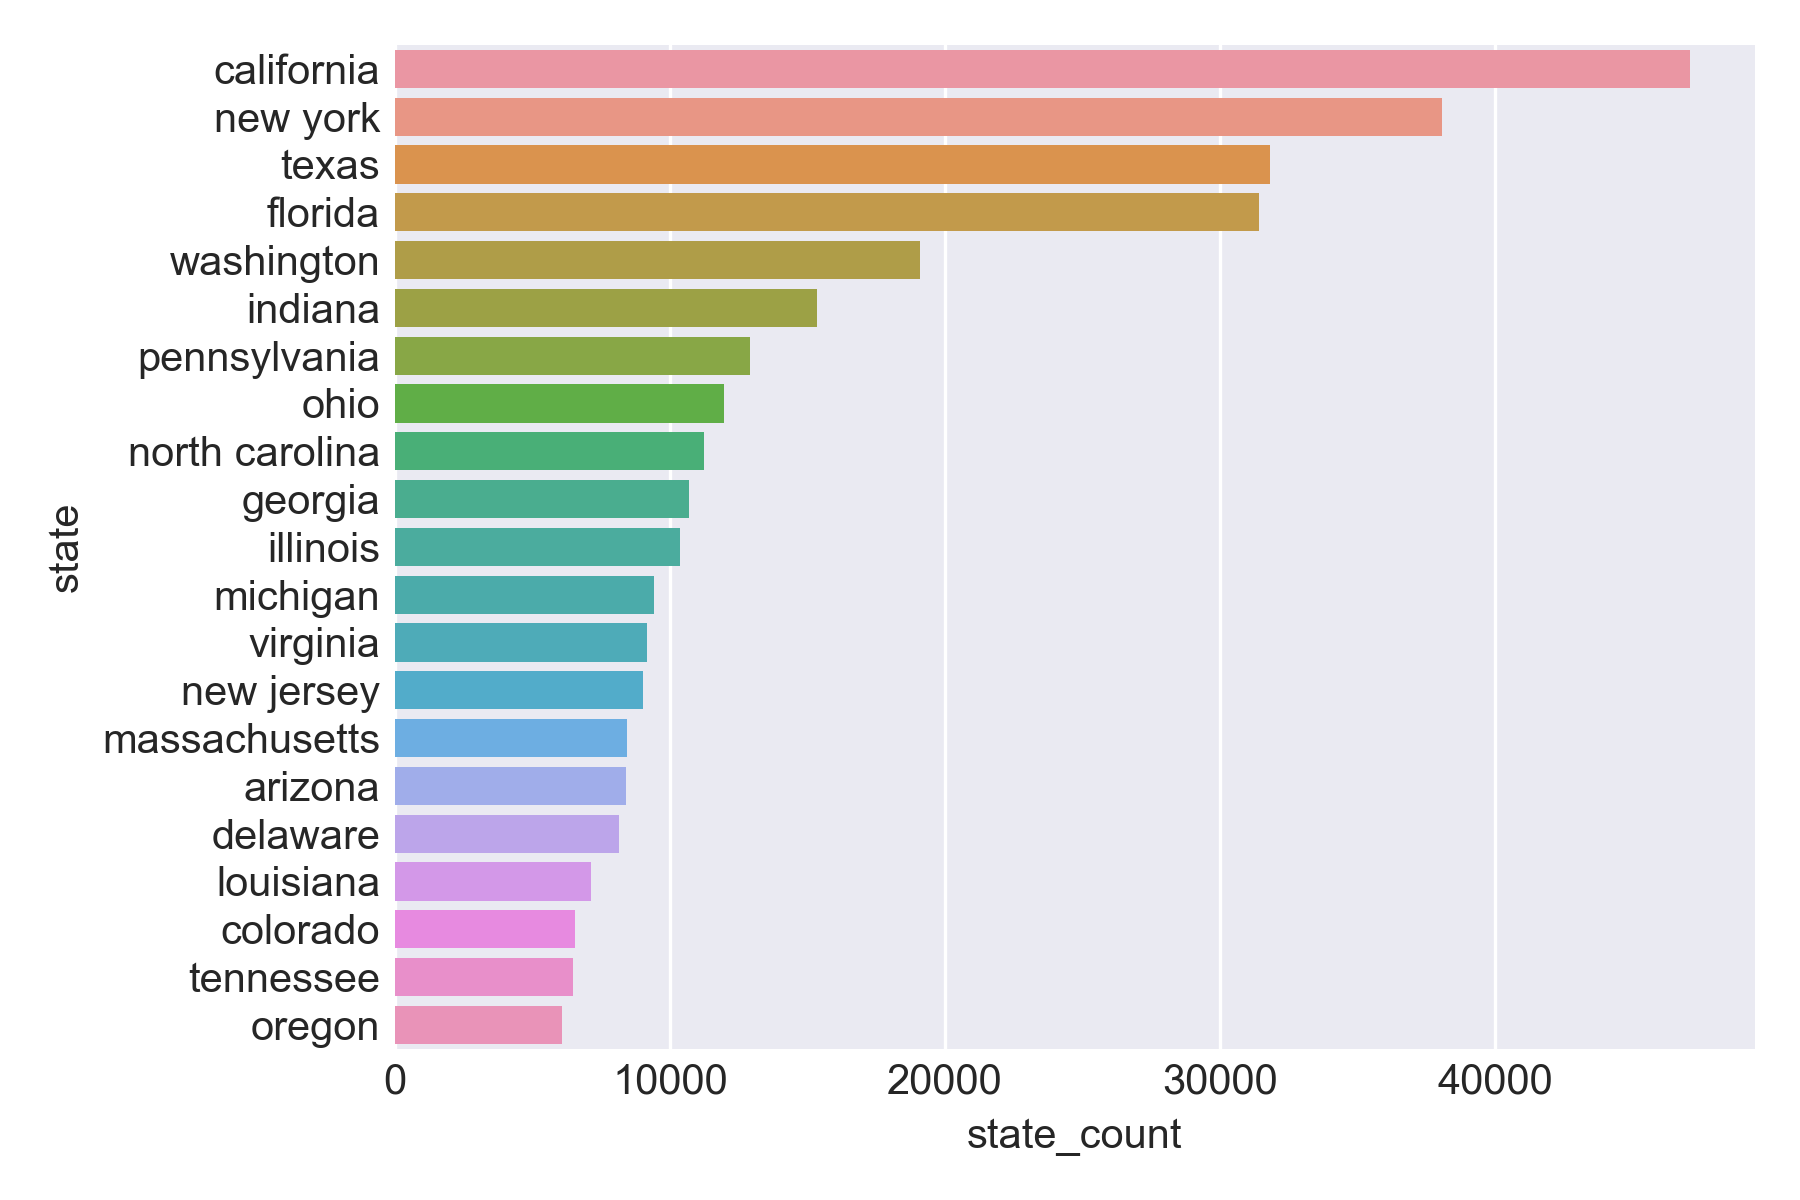 california
new york
texas
florida
washington
indiana
pennsylvania
ohio
north carolina
georgia
illinois
michigan
virginia
new jersey
massachusetts
arizona
delaware
louisiana
colorado
tennessee
oregon
state
0 10000 20000 30000 40000
state_count